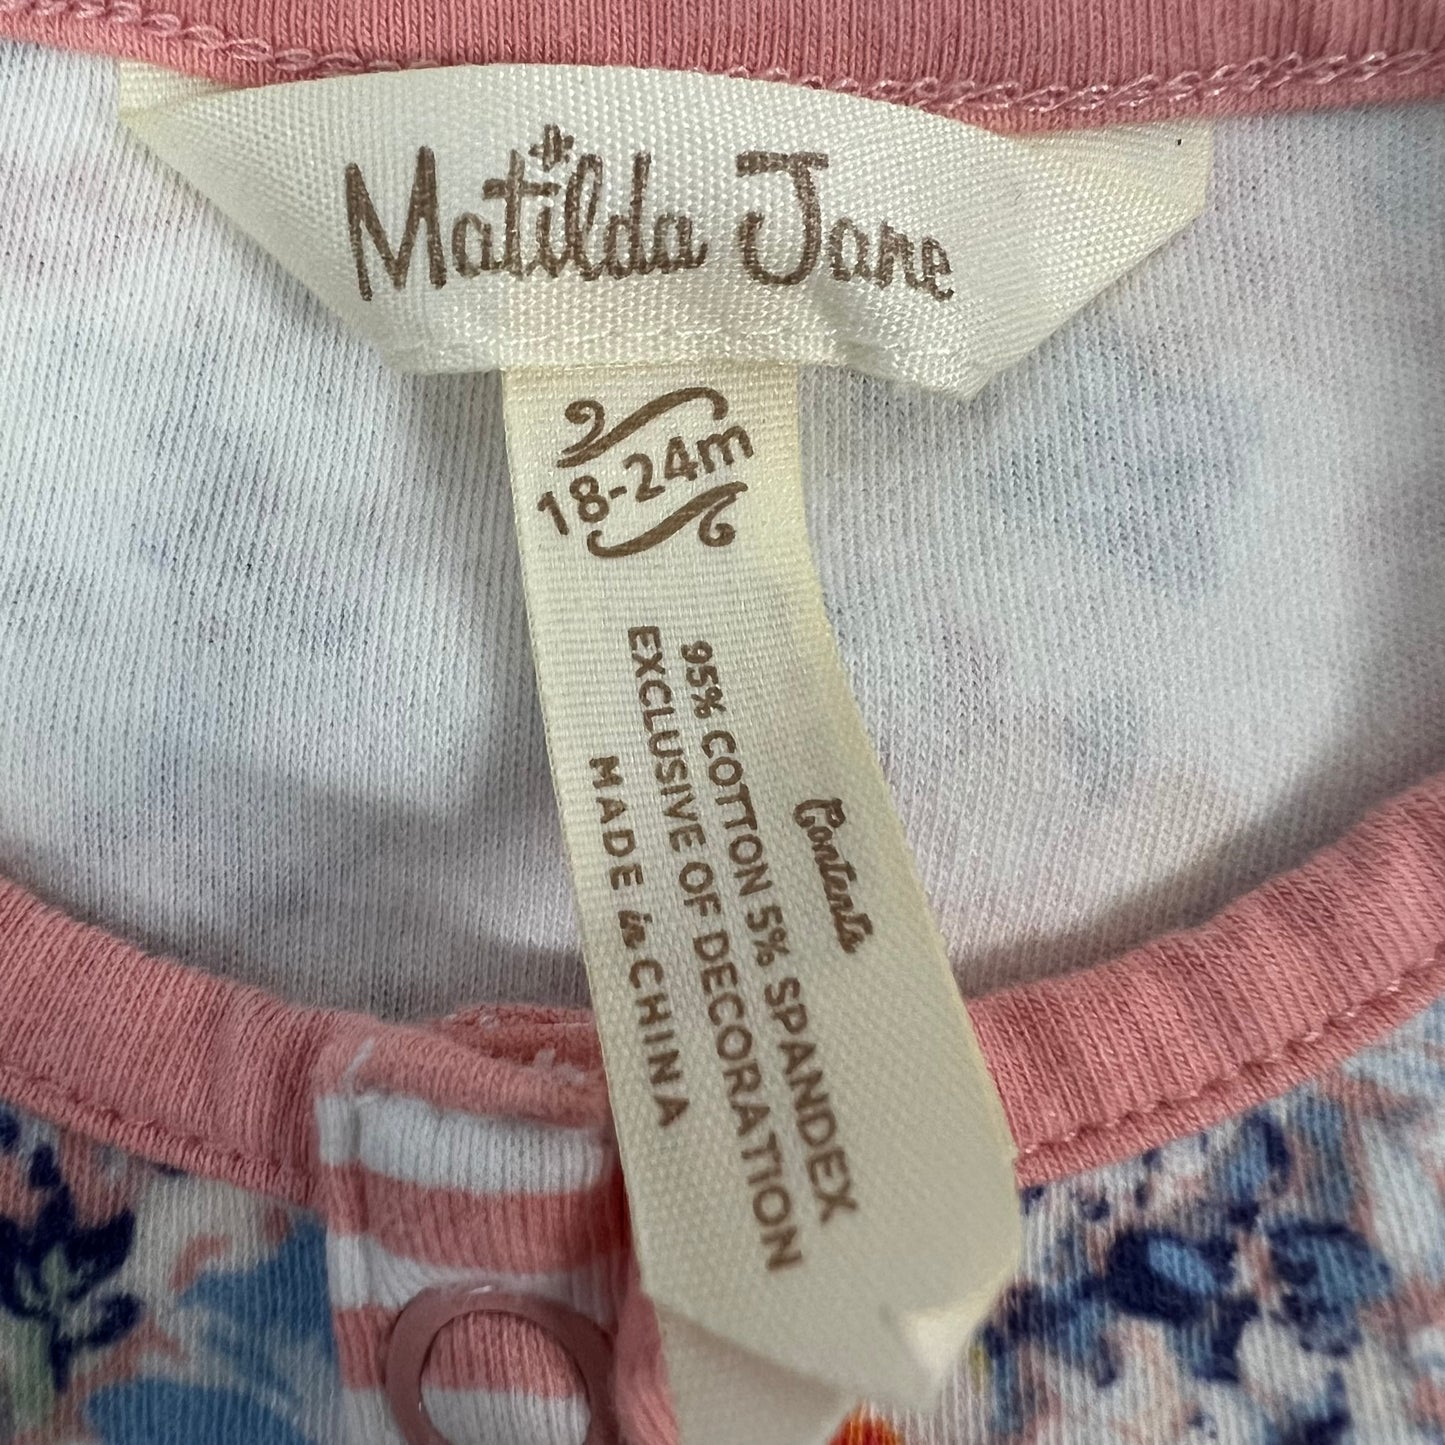 Matilda Jane
18-24m
Contents
95% COTTON 5% SPANDEX
EXCLUSIVE OF DECORATION
MADE in CHINA